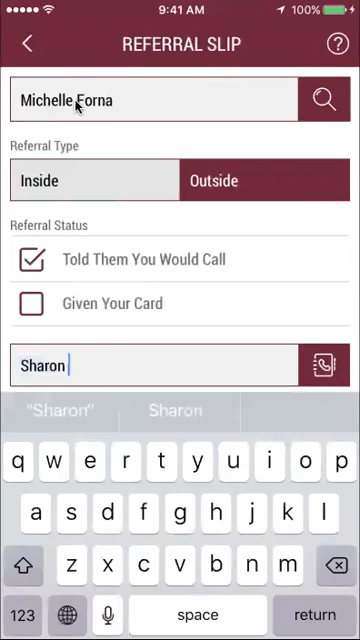 9:41 AM 100%
REFERRAL SLIP ?
Michelle Forna
Referral Type
Inside Outside
Referral Status
Told Them You Would Call
Given Your Card
Sharon
"Sharon" Sharon
q w e r t y u i o p
a s d f g h j k l
z x c v b n m
123 space return